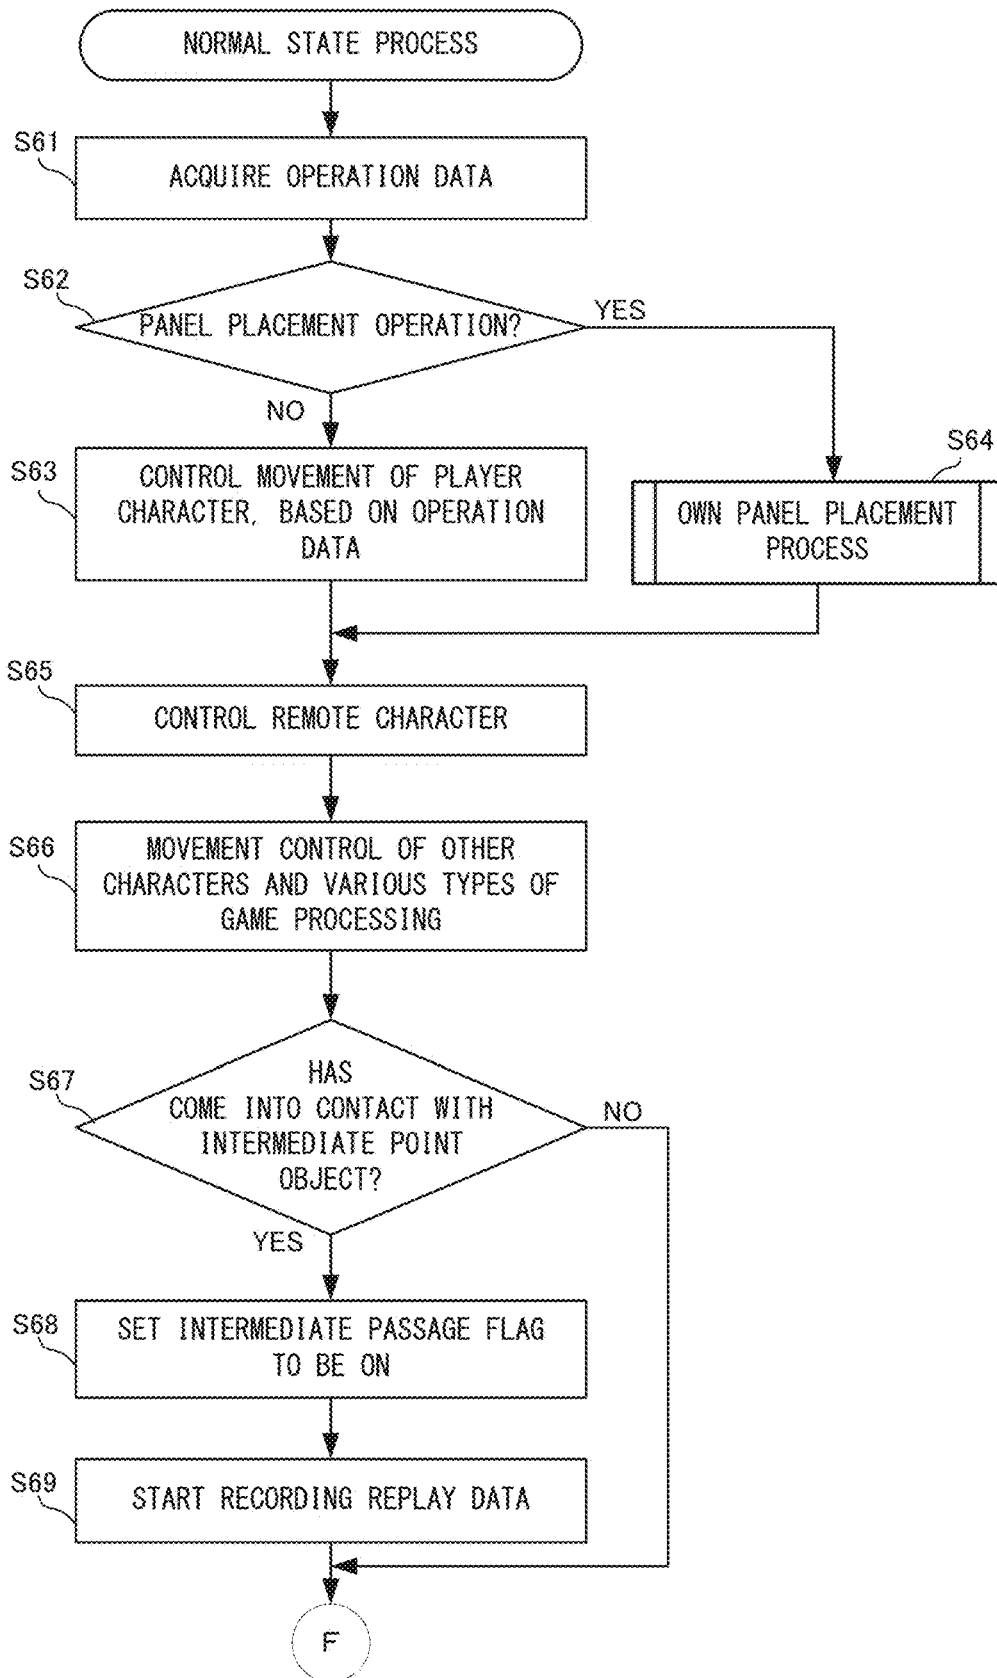 NORMAL STATE PROCESS
S61
ACQUIRE OPERATION DATA
S62
PANEL PLACEMENT OPERATION?
YES
NO
S63
CONTROL MOVEMENT OF PLAYER
CHARACTER, BASED ON OPERATION
DATA
S64
OWN PANEL PLACEMENT
PROCESS
S65
CONTROL REMOTE CHARACTER
S66
MOVEMENT CONTROL OF OTHER
CHARACTERS AND VARIOUS TYPES OF
GAME PROCESSING
S67
HAS
COME INTO CONTACT WITH
INTERMEDIATE POINT
OBJECT?
NO
YES
S68
SET INTERMEDIATE PASSAGE FLAG
TO BE ON
S69
START RECORDING REPLAY DATA
F